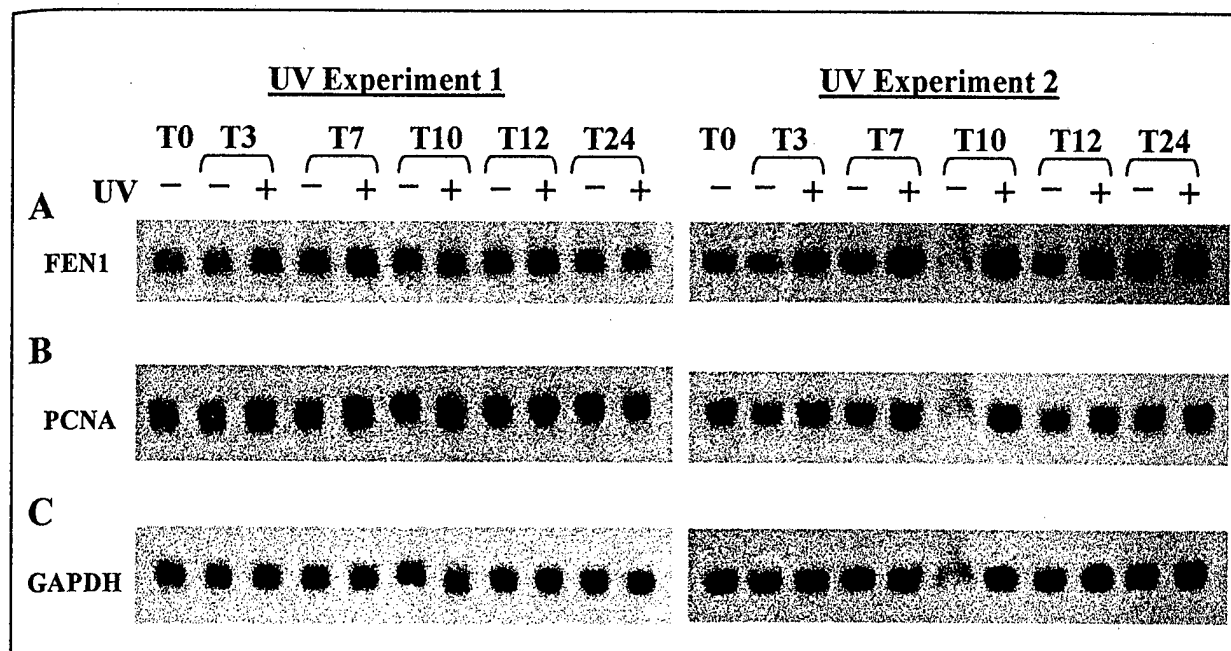 UV Experiment 1 UV Experiment 2
T0 T3 T7 T10 T12 T24 T0 T3 T7 T10 T12 T24
UV − − + − + − + − + − + − − + − + − + − + − +
A
FEN1
B
PCNA
C
GAPDH